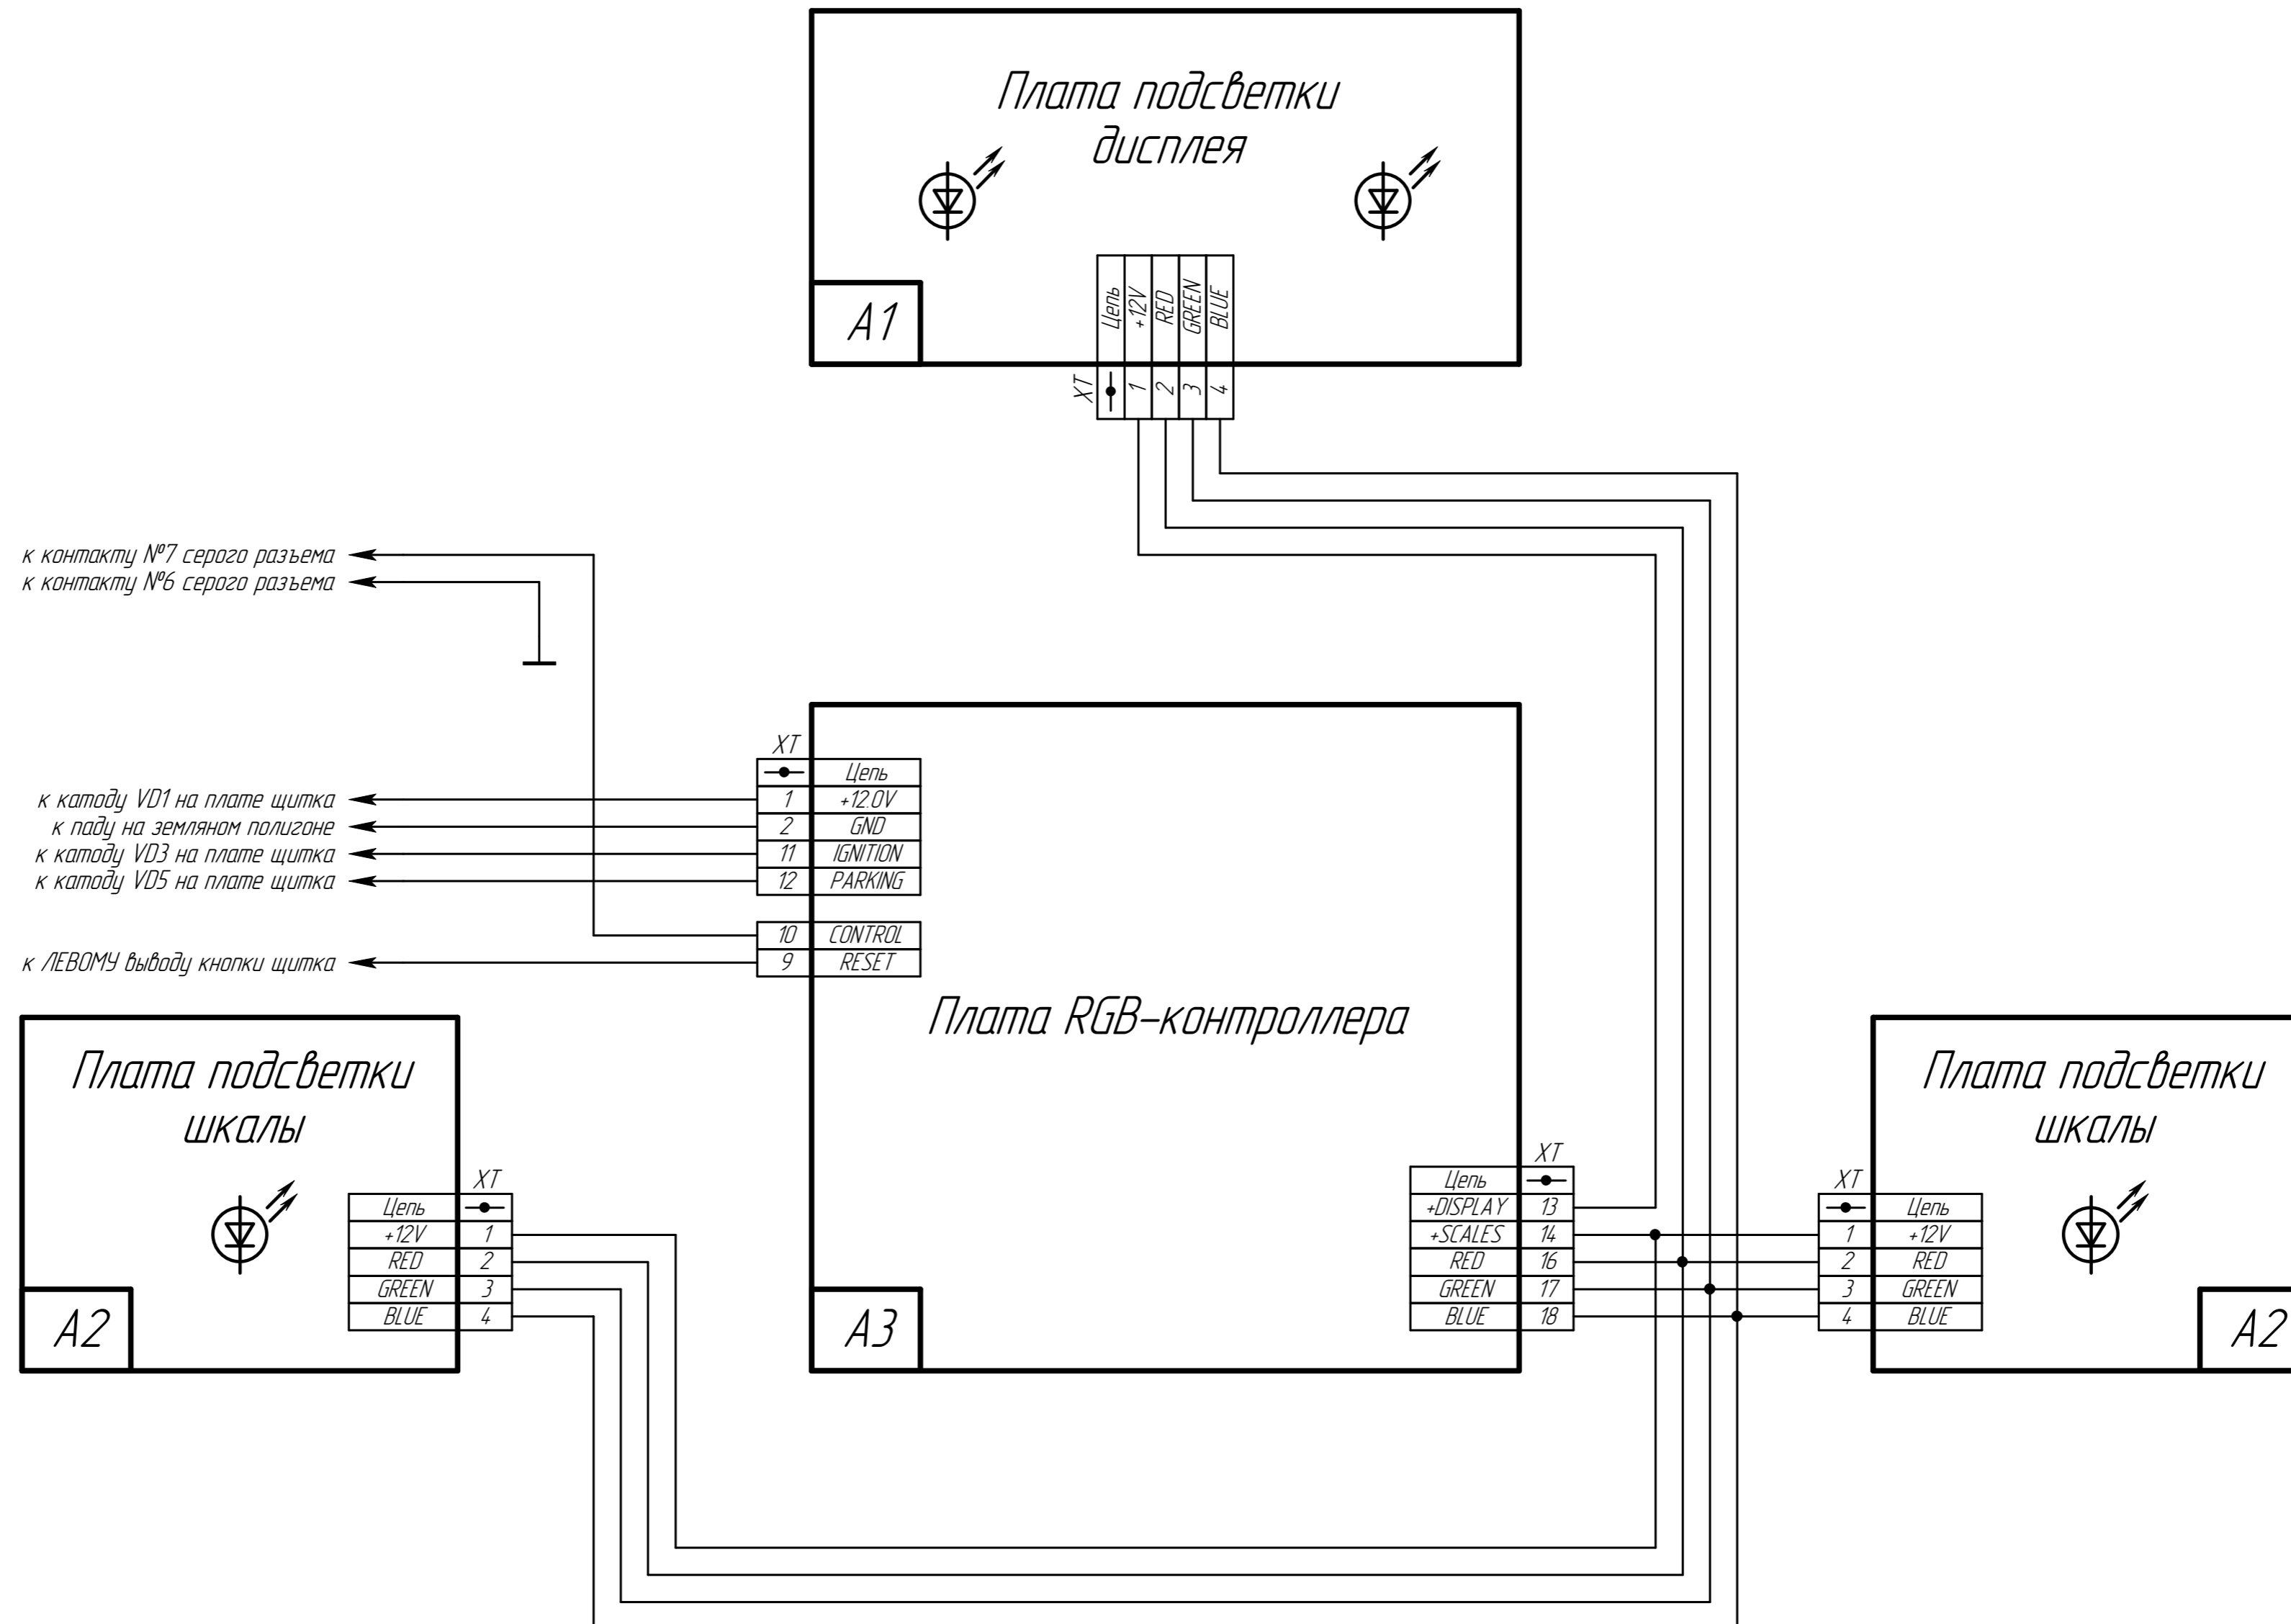 Плата подсветки
дисплея
A1
XT
Цепь
+12V
RED
GREEN
BLUE
1
2
3
4
к контакту №7 серого разъема
к контакту №6 серого разъема
XT
Цепь
к катоду VD1 на плате щитка 1 +12.0V
к паду на земляном полигоне 2 GND
к катоду VD3 на плате щитка 11 IGNITION
к катоду VD5 на плате щитка 12 PARKING
10 CONTROL
к ЛЕВОМУ выводу кнопки щитка 9 RESET
Плата RGB-контроллера
A3
XT
Цепь
+DISPLAY 13
+SCALES 14
RED 16
GREEN 17
BLUE 18
Плата подсветки
шкалы
XT
Цепь
+12V 1
RED 2
GREEN 3
BLUE 4
A2
Плата подсветки
шкалы
XT
Цепь
1 +12V
2 RED
3 GREEN
4 BLUE
A2